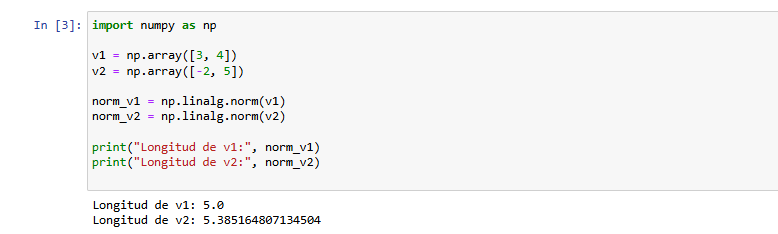 In [3]: import numpy as np
v1 = np.array([3, 4])
v2 = np.array([-2, 5])
norm_v1 = np.linalg.norm(v1)
norm_v2 = np.linalg.norm(v2)
print("Longitud de v1:", norm_v1)
print("Longitud de v2:", norm_v2)
Longitud de v1: 5.0
Longitud de v2: 5.385164807134504